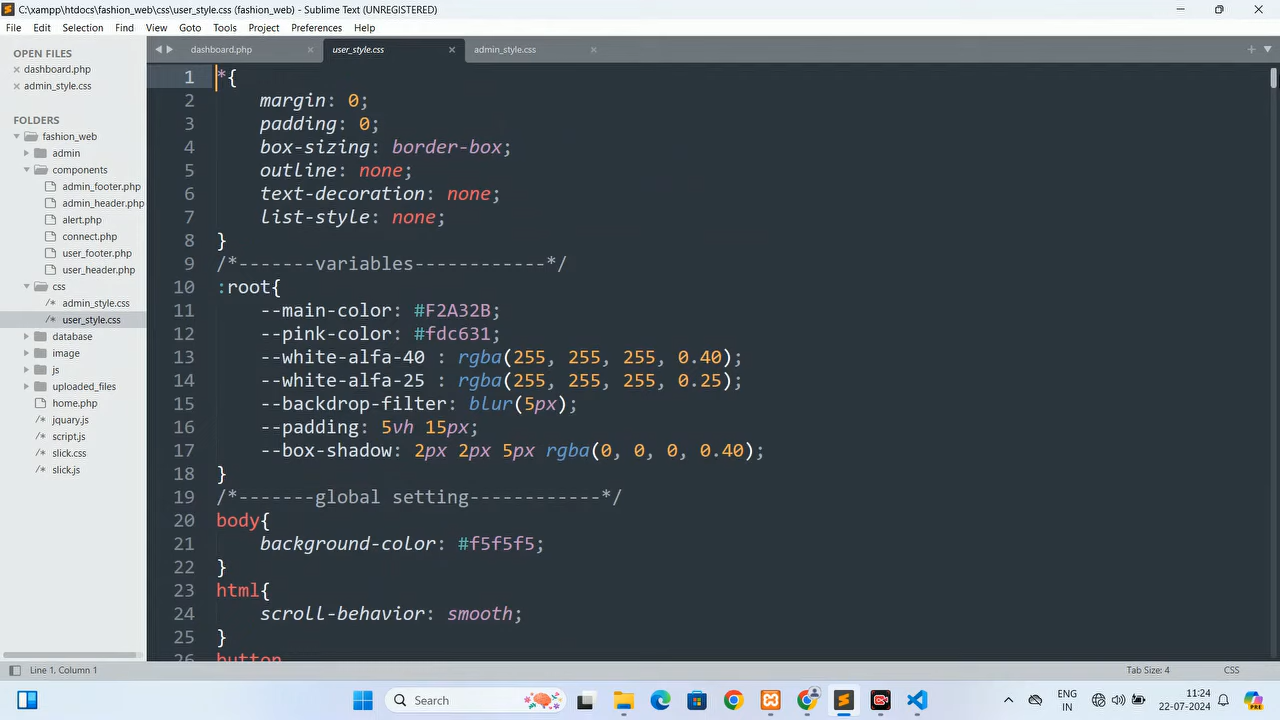 C:\xampp\htdocs\fashion_web\css\user_style.css (fashion_web) - Sublime Text (UNREGISTERED)
File Edit Selection Find View Goto Tools Project Preferences Help
OPEN FILES
dashboard.php
admin_style.css
FOLDERS
fashion_web
admin
components
admin_footer.php
admin_header.php
alert.php
connect.php
user_footer.php
user_header.php
css
admin_style.css
user_style.css
database
image
js
uploaded_files
home.php
jquary.js
script.js
slick.css
slick.js
dashboard.php user_style.css admin_style.css
1 *{
2 margin: 0;
3 padding: 0;
4 box-sizing: border-box;
5 outline: none;
6 text-decoration: none;
7 list-style: none;
8 }
9 /*-------variables------------*/
10 :root{
11 --main-color: #F2A32B;
12 --pink-color: #fdc631;
13 --white-alfa-40 : rgba(255, 255, 255, 0.40);
14 --white-alfa-25 : rgba(255, 255, 255, 0.25);
15 --backdrop-filter: blur(5px);
16 --padding: 5vh 15px;
17 --box-shadow: 2px 2px 5px rgba(0, 0, 0, 0.40);
18 }
19 /*-------global setting------------*/
20 body{
21 background-color: #f5f5f5;
22 }
23 html{
24 scroll-behavior: smooth;
25 }
26 button
Line 1, Column 1 Tab Size: 4 CSS
Search ENG IN 11:24 22-07-2024 PRE